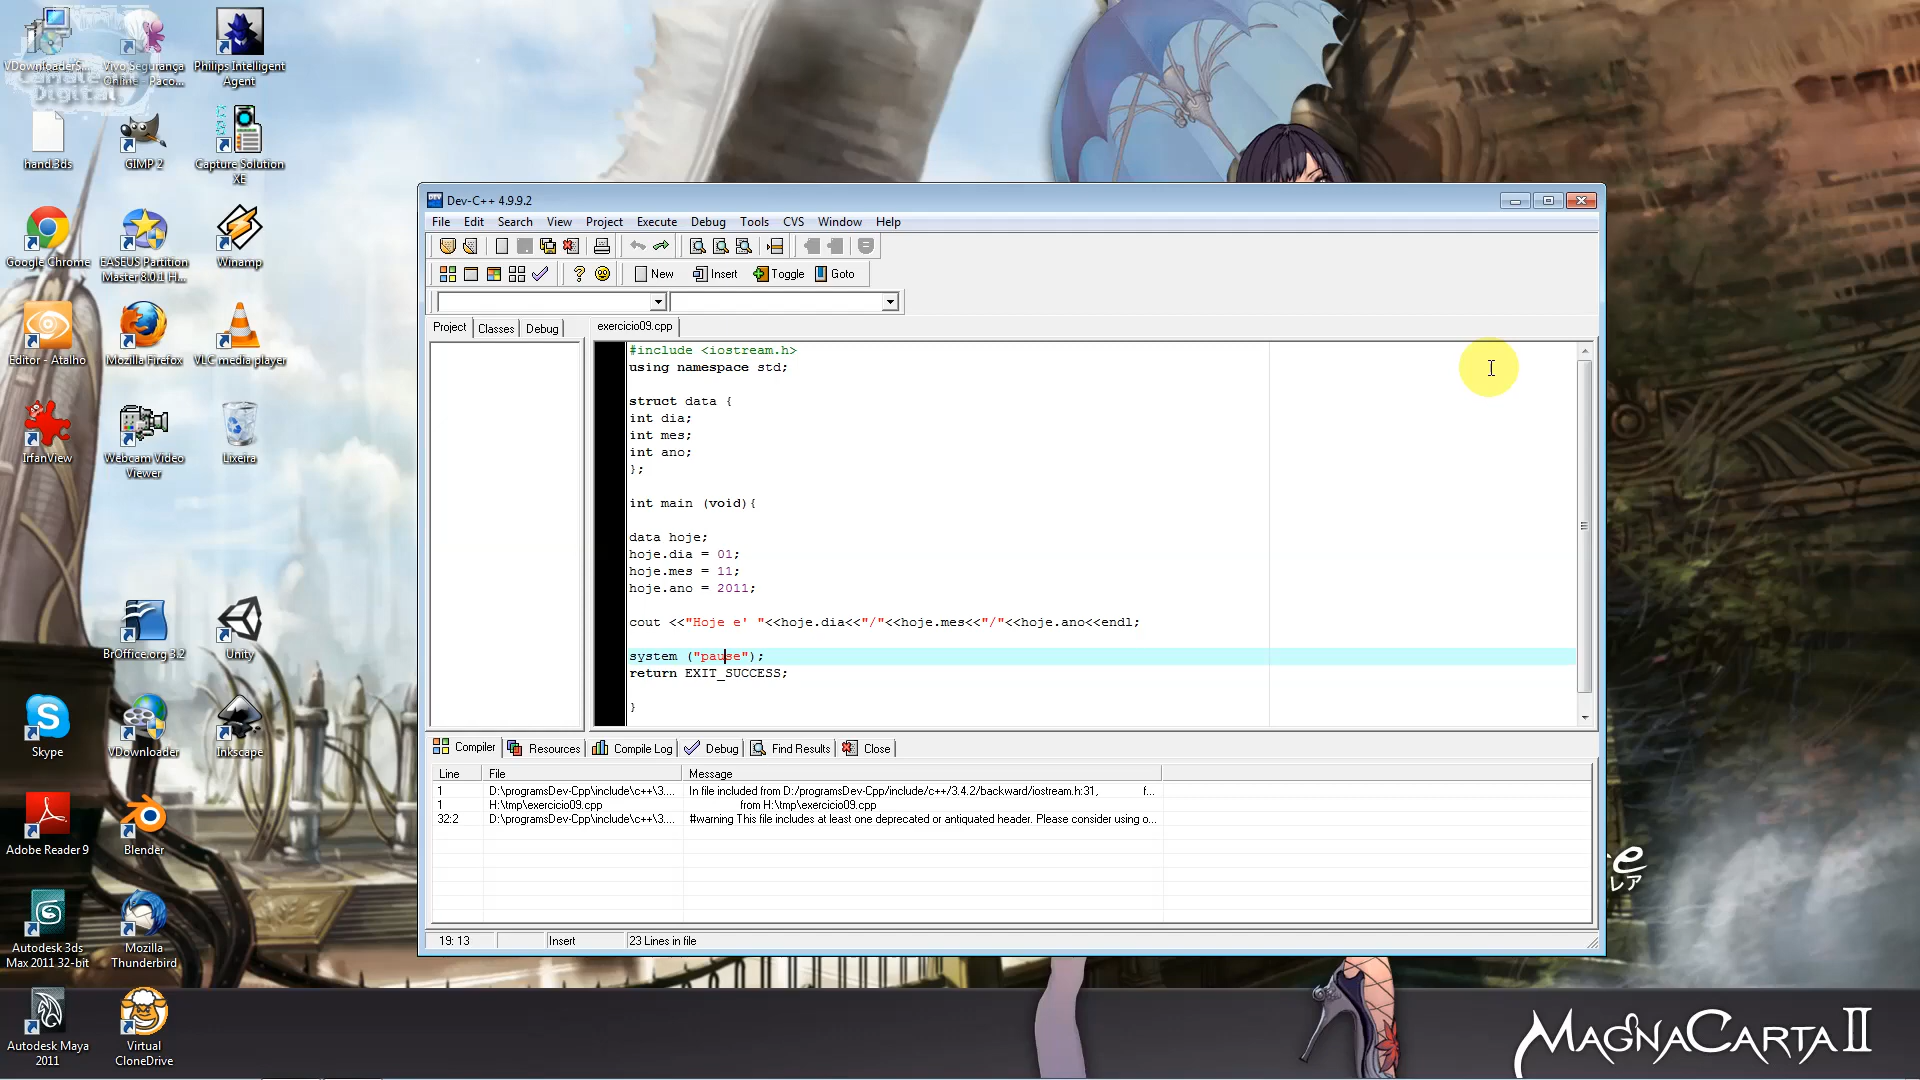 VDownloaderS...
Vivo Segurança
Online - Paco...
Philips Intelligent
Agent
Digital
hand.3ds
GIMP 2
Capture Solution
XE
Google Chrome
EASEUS Partition
Master 8.0.1 H...
Winamp
Editor - Atalho
Mozilla Firefox
VLC media player
IrfanView
Webcam Video
Viewer
Lixeira
BrOffice.org 3.2
Unity
Skype
VDownloader
Inkscape
Adobe Reader 9
Blender
Autodesk 3ds
Max 2011 32-bit
Mozilla
Thunderbird
Autodesk Maya
2011
Virtual
CloneDrive
Dev-C++ 4.9.9.2
File Edit Search View Project Execute Debug Tools CVS Window Help
New Insert Toggle Goto
Project Classes Debug
exercicio09.cpp
#include <iostream.h>
using namespace std;
struct data {
int dia;
int mes;
int ano;
};
int main (void){
data hoje;
hoje.dia = 01;
hoje.mes = 11;
hoje.ano = 2011;
cout <<"Hoje e' "<<hoje.dia<<"/"<<hoje.mes<<"/"<<hoje.ano<<endl;
system ("pause");
return EXIT_SUCCESS;
}
Compiler Resources Compile Log Debug Find Results Close
Line File Message
1 D:\programsDev-Cpp\include\c++\3.... In file included from D:/programsDev-Cpp/include/c++/3.4.2/backward/iostream.h:31, f...
1 H:\tmp\exercicio09.cpp from H:\tmp\exercicio09.cpp
32:2 D:\programsDev-Cpp\include\c++\3.... #warning This file includes at least one deprecated or antiquated header. Please consider using o...
19: 13 Insert 23 Lines in file
レア
MAGNACARTA II